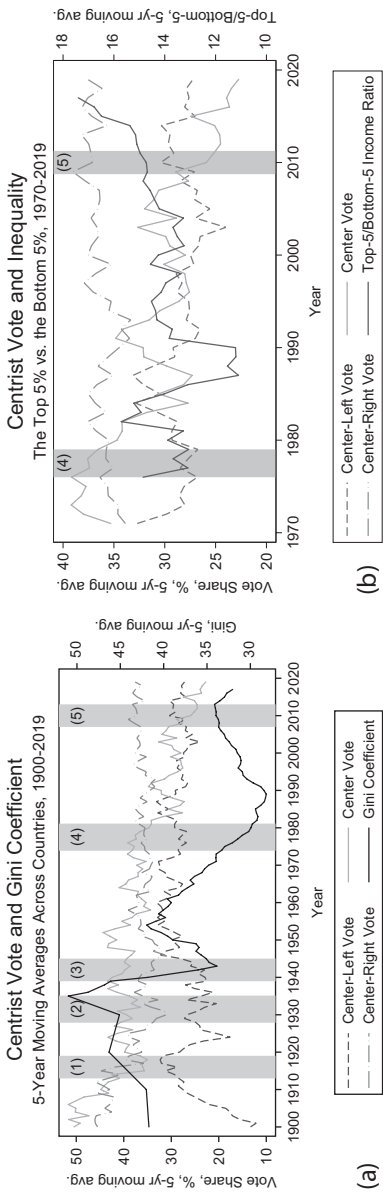 Centrist Vote and Gini Coefficient
5-Year Moving Averages Across Countries, 1900-2019
Vote Share, %, 5-yr moving avg.
50
40
30
20
10
(1)
(2)
(3)
(4)
(5)
Gini, 5-yr moving avg.
50
45
40
35
30
1900 1910 1920 1930 1940 1950 1960 1970 1980 1990 2000 2010 2020
Year
Center-Left Vote
Center Vote
Center-Right Vote
Gini Coefficient
(a)
Centrist Vote and Inequality
The Top 5% vs. the Bottom 5%, 1970-2019
Vote Share, %, 5-yr moving avg.
40
35
30
25
20
(4)
(5)
Top-5/Bottom-5, 5-yr moving avg.
18
16
14
12
10
1970 1980 1990 2000 2010 2020
Year
Center-Left Vote
Center Vote
Center-Right Vote
Top-5/Bottom-5 Income Ratio
(b)